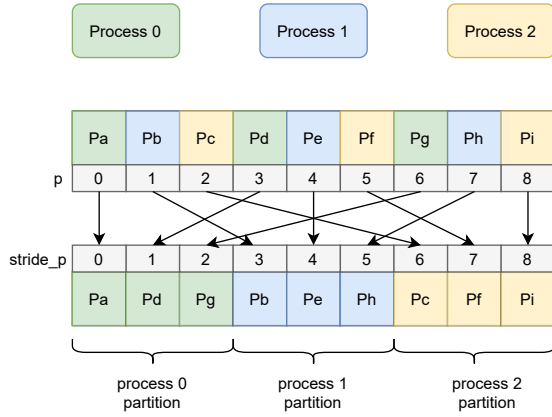 Process 0 Process 1 Process 2
Pa Pb Pc Pd Pe Pf Pg Ph Pi
p 0 1 2 3 4 5 6 7 8
stride_p 0 1 2 3 4 5 6 7 8
Pa Pd Pg Pb Pe Ph Pc Pf Pi
process 0 process 1 process 2
partition partition partition